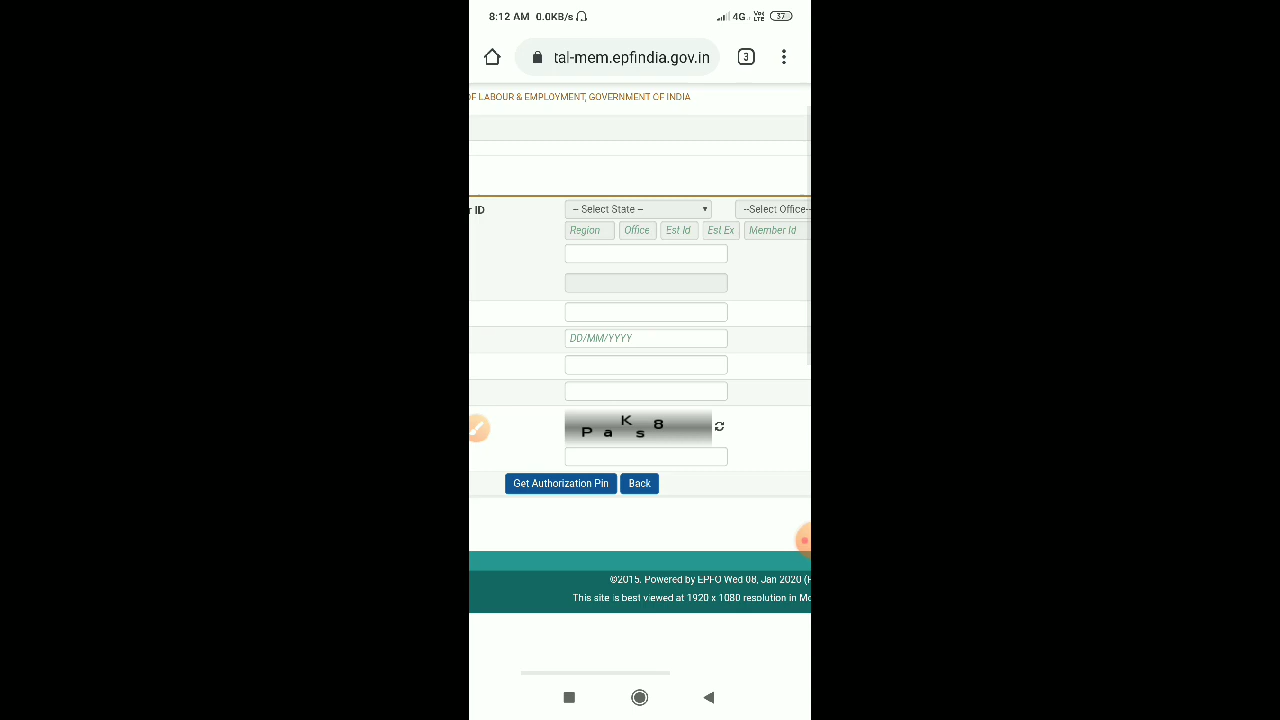 8:12 AM 0.0KB/s 4G 37
tal-mem.epfindia.gov.in 3
OF LABOUR & EMPLOYMENT, GOVERNMENT OF INDIA
r ID -- Select State -- --Select Office--
Region Office Est Id Est Ex Member Id
DD/MM/YYYY
P a K s 8
Get Authorization Pin Back
©2015. Powered by EPFO Wed 08, Jan 2020 (
This site is best viewed at 1920 x 1080 resolution in Mo